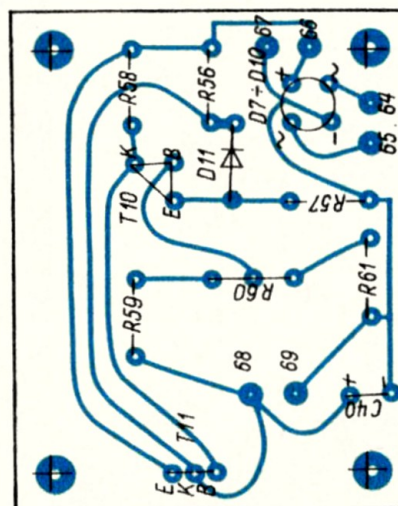 R58
R56
67
66
D7÷D10
+
~
~
-
64
65
K
B
T10
E
D11
R57
R59
R60
R61
68
69
+
C40
-
T11
E
K
B